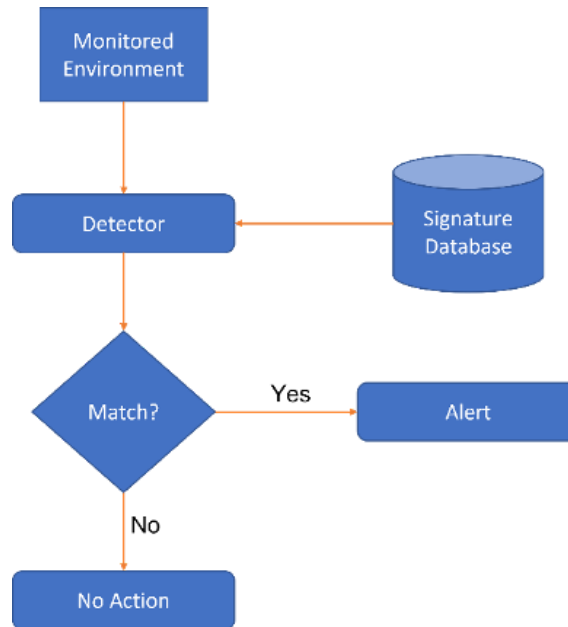 Monitored
Environment
Detector
Signature
Database
Match?
Yes
Alert
No
No Action